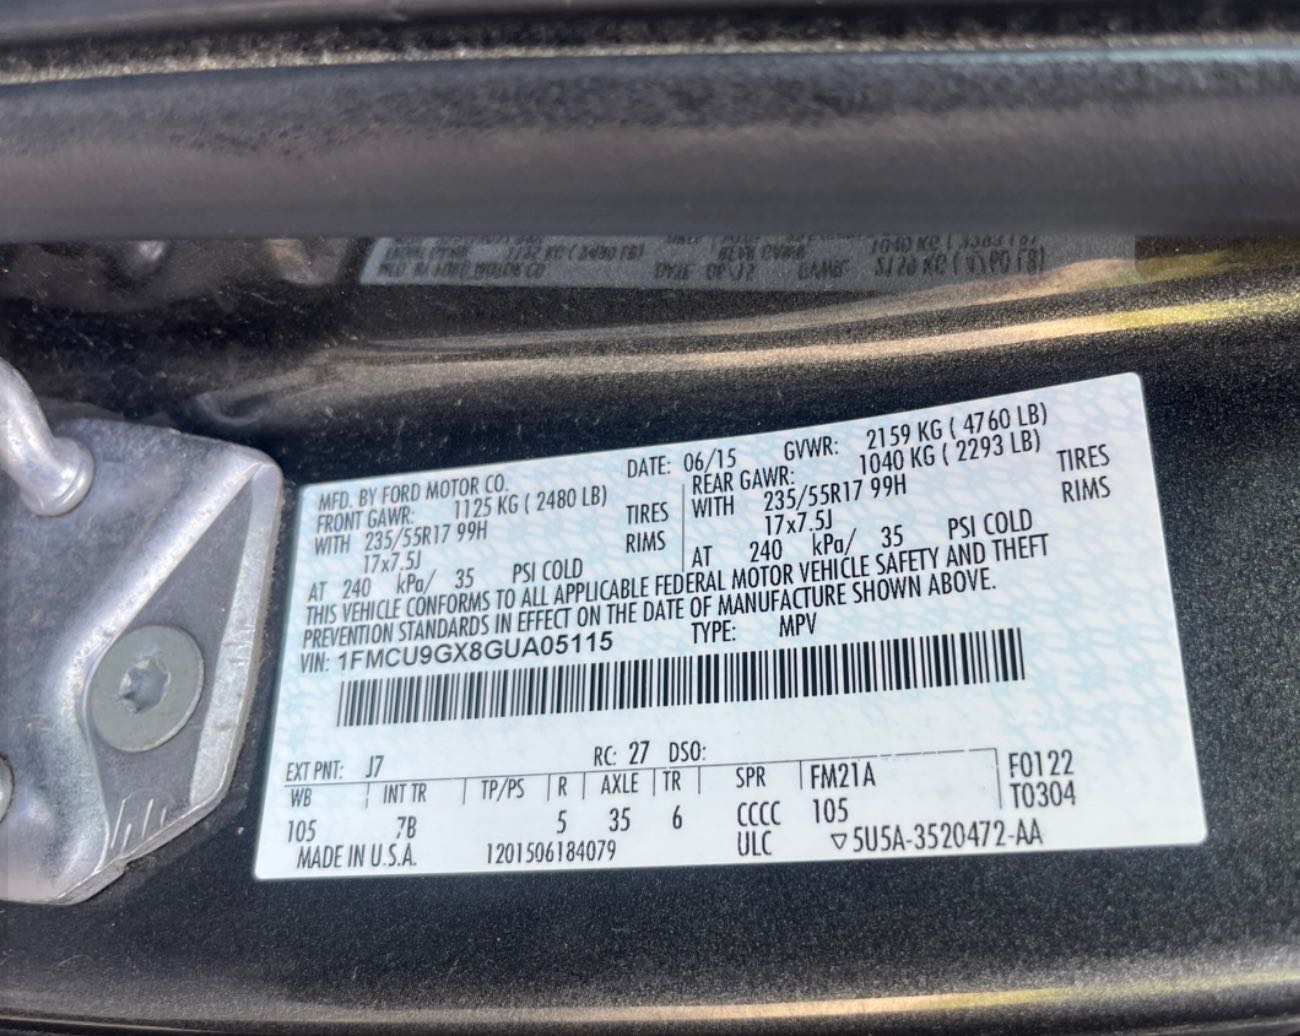 MFD. BY FORD MOTOR CO. DATE: 06/15 GVWR: 2159 KG ( 4760 LB)
FRONT GAWR: 1125 KG ( 2480 LB) REAR GAWR: 1040 KG ( 2293 LB)
WITH 235/55R17 99H TIRES WITH 235/55R17 99H TIRES
17x7.5J RIMS 17x7.5J RIMS
AT 240 kPa/ 35 PSI COLD AT 240 kPa/ 35 PSI COLD
THIS VEHICLE CONFORMS TO ALL APPLICABLE FEDERAL MOTOR VEHICLE SAFETY AND THEFT
PREVENTION STANDARDS IN EFFECT ON THE DATE OF MANUFACTURE SHOWN ABOVE.
VIN: 1FMCU9GX8GUA05115 TYPE: MPV
EXT PNT: J7 RC: 27 DSO:
WB INT TR TP/PS R AXLE TR SPR FM21A F0122
105 7B 5 35 6 CCCC 105 T0304
MADE IN U.S.A. 1201506184079 ULC ▽5U5A-3520472-AA